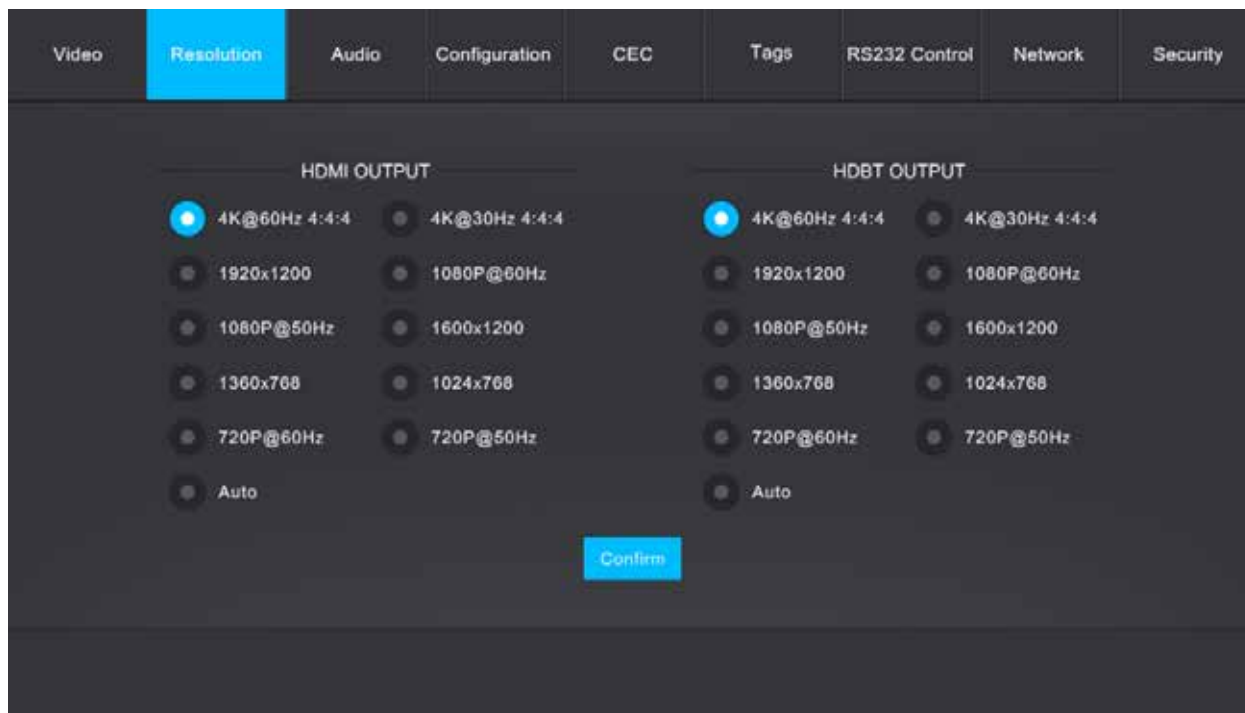 Video Resolution Audio Configuration CEC Tags RS232 Control Network Security
HDMI OUTPUT
4K@60Hz 4:4:4 4K@30Hz 4:4:4
1920x1200 1080P@60Hz
1080P@50Hz 1600x1200
1360x768 1024x768
720P@60Hz 720P@50Hz
Auto
HDBT OUTPUT
4K@60Hz 4:4:4 4K@30Hz 4:4:4
1920x1200 1080P@60Hz
1080P@50Hz 1600x1200
1360x768 1024x768
720P@60Hz 720P@50Hz
Auto
Confirm